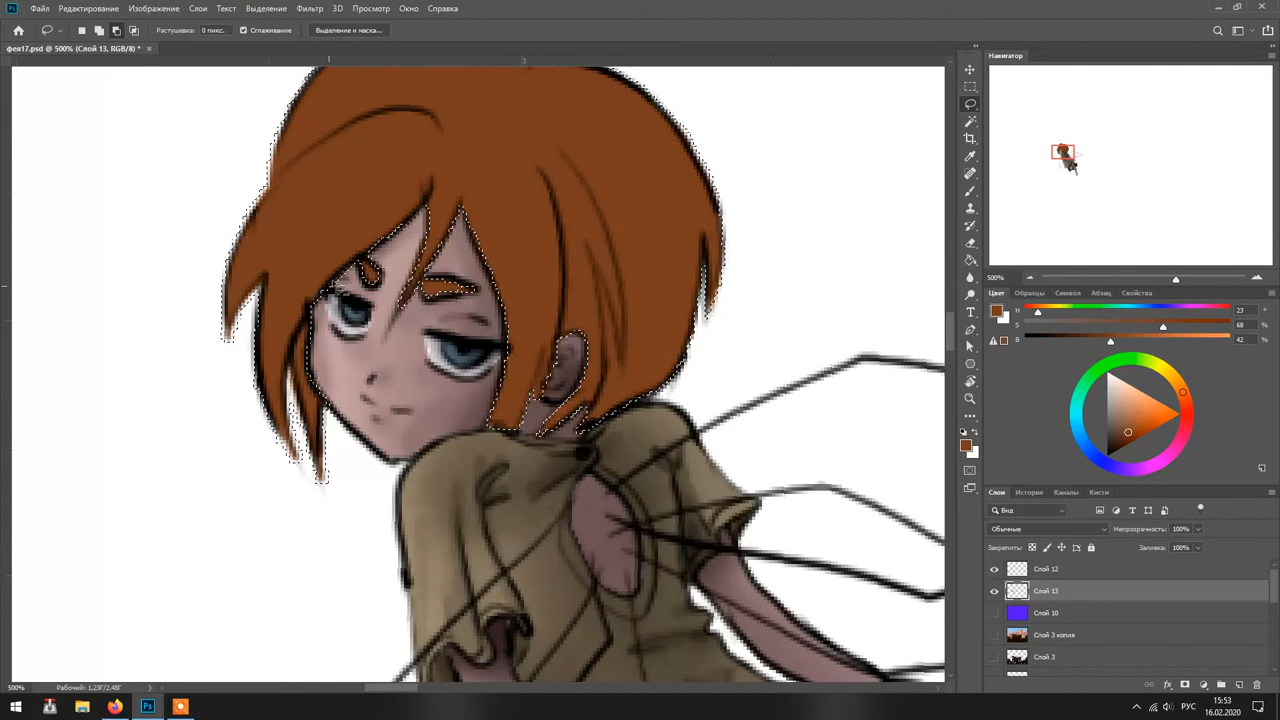 Файл Редактирование Изображение Слои Текст Выделение Фильтр 3D Просмотр Окно Справка
Растушевка: 0 пикс. Сглаживание Выделение и маска...
фея17.psd @ 500% (Слой 13, RGB/8) *
3
Навигатор
500%
Цвет Образцы Символ Абзац Свойства
H 23 °
S 68 %
B 42 %
Слои История Каналы Кисти
Вид
Обычные Непрозрачность: 100%
Закрепить: Заливка: 100%
Слой 12
Слой 13
Слой 10
Слой 3 копия
Слой 3
500% Рабочий: 1,23Г/2,48Г
РУС
15:53
16.02.2020